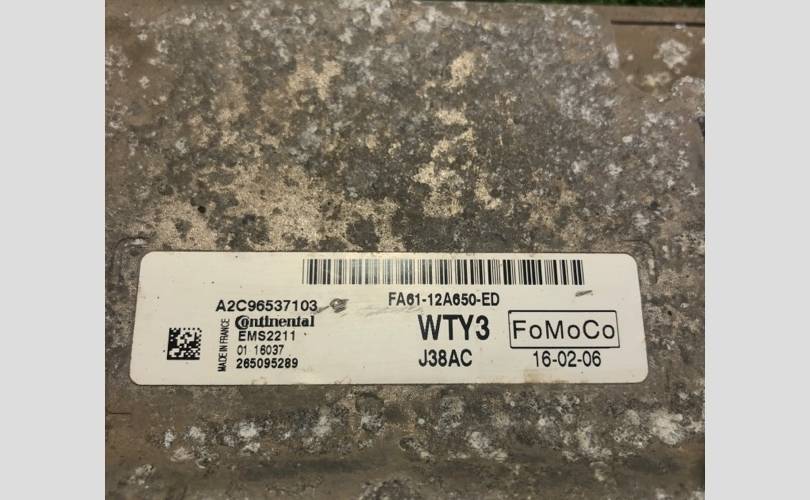 A2C96537103
Continental
EMS2211
01 16037
265095289
MADE IN FRANCE
FA61-12A650-ED
WTY3
FoMoCo
J38AC
16-02-06